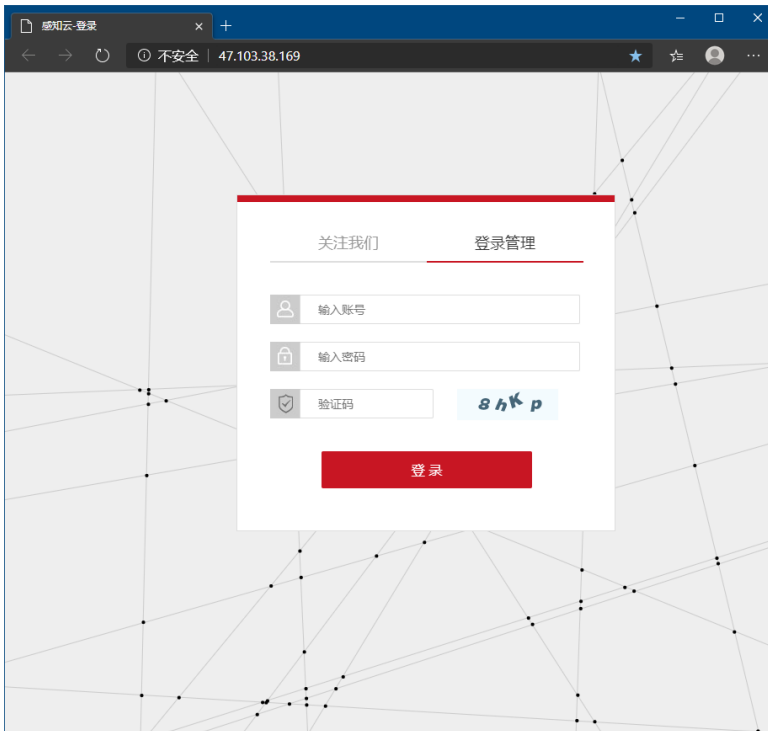 感知云-登录
不安全 47.103.38.169
关注我们 登录管理
输入账号
输入密码
验证码 8hKp
登录